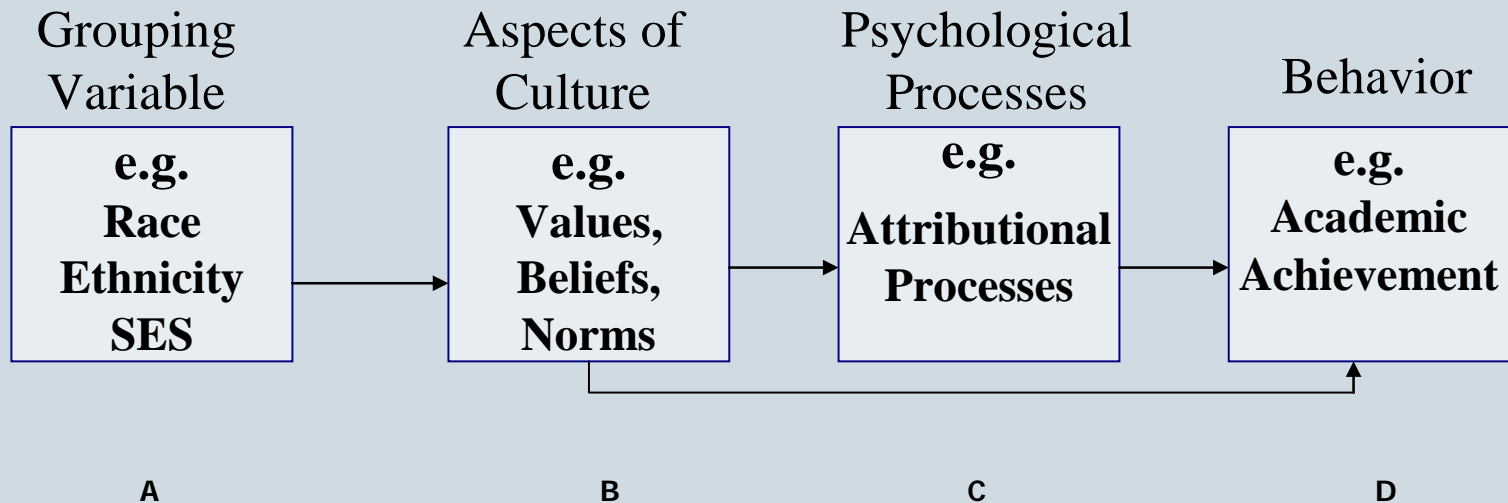 Grouping
Variable
e.g.
Race
Ethnicity
SES
A
Aspects of
Culture
e.g.
Values,
Beliefs,
Norms
B
Psychological
Processes
e.g.
Attributional
Processes
C
Behavior
e.g.
Academic
Achievement
D